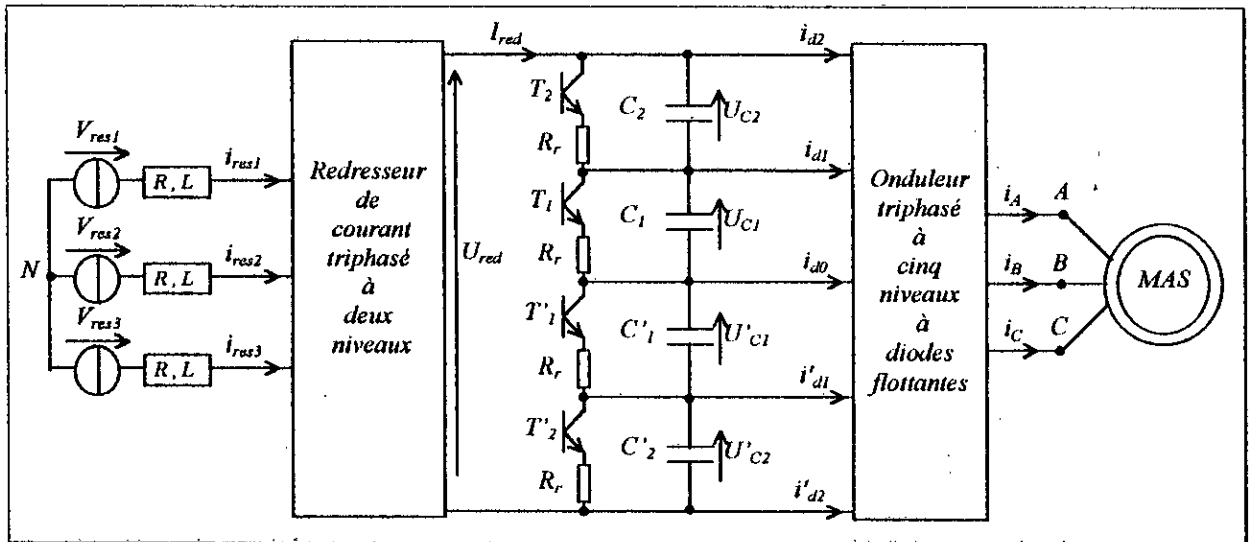 V_res1
i_res1
R, L
V_res2
i_res2
N
R, L
V_res3
i_res3
R, L
Redresseur
de
courant
triphasé
à
deux
niveaux
I_red
U_red
T_2
R_r
T_1
R_r
T'_1
R_r
T'_2
R_r
C_2
U_C2
C_1
U_C1
C'_1
U'_C1
C'_2
U'_C2
i_d2
i_d1
i_d0
i'_d1
i'_d2
Onduleur
triphasé
à
cinq
niveaux
à
diodes
flottantes
i_A
A
i_B
B
i_C
C
MAS